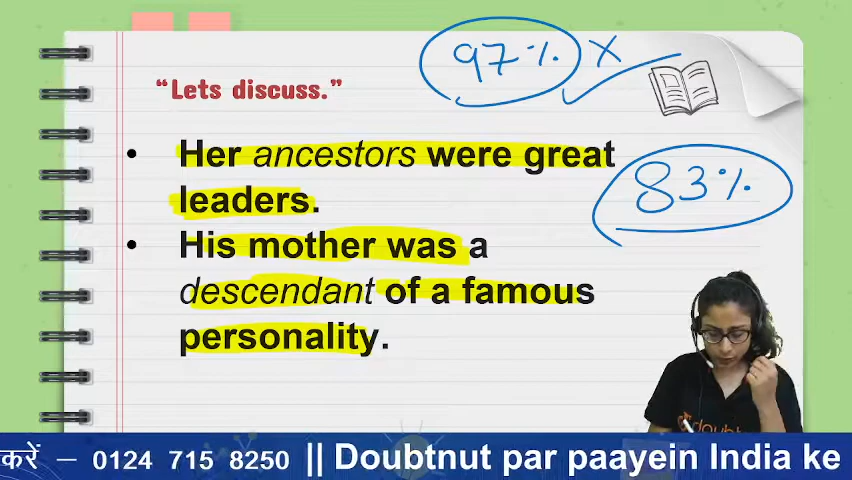 97% X
"Lets discuss."
• Her ancestors were great
leaders.
83%
• His mother was a
descendant of a famous
personality.
doubt
करें – 0124 715 8250 || Doubtnut par paayein India ke